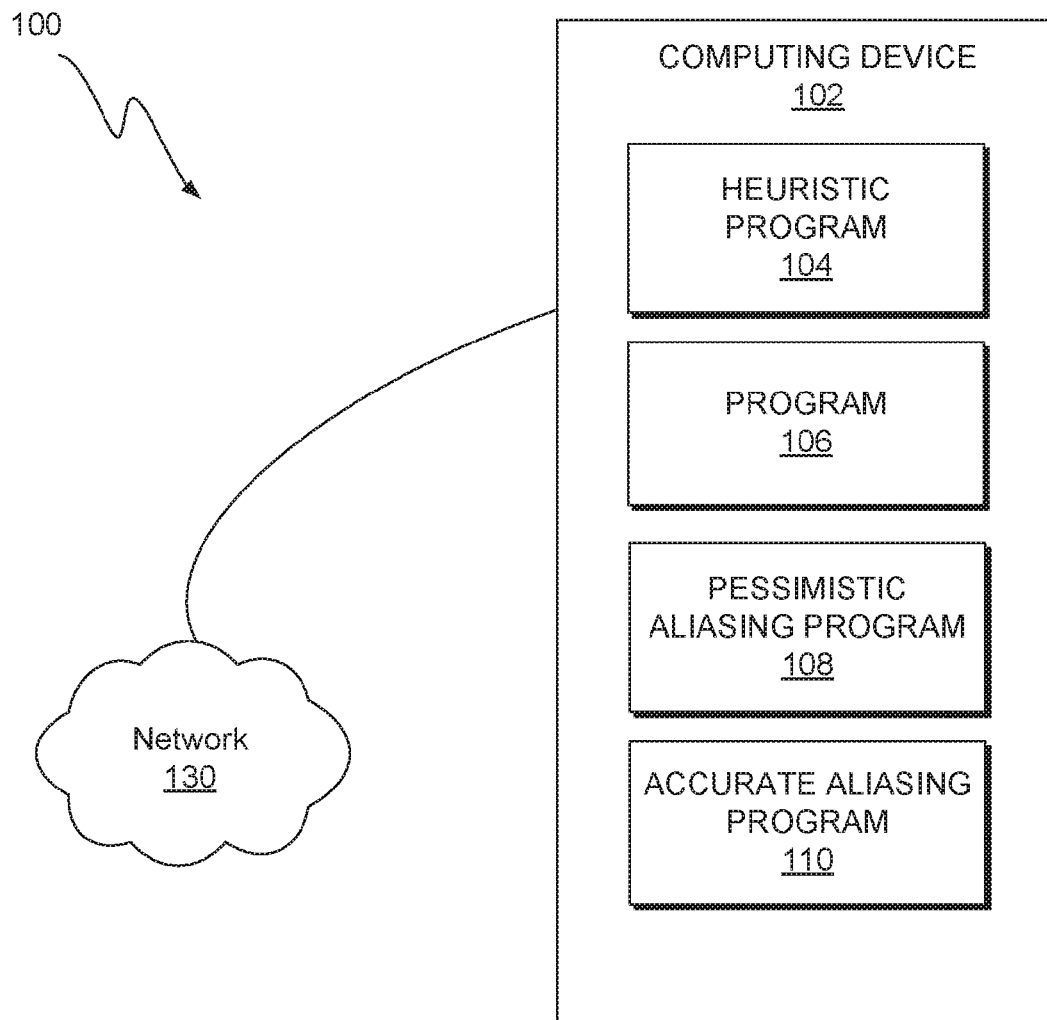 100
COMPUTING DEVICE
102
HEURISTIC
PROGRAM
104
PROGRAM
106
PESSIMISTIC
ALIASING PROGRAM
108
ACCURATE ALIASING
PROGRAM
110
Network
130